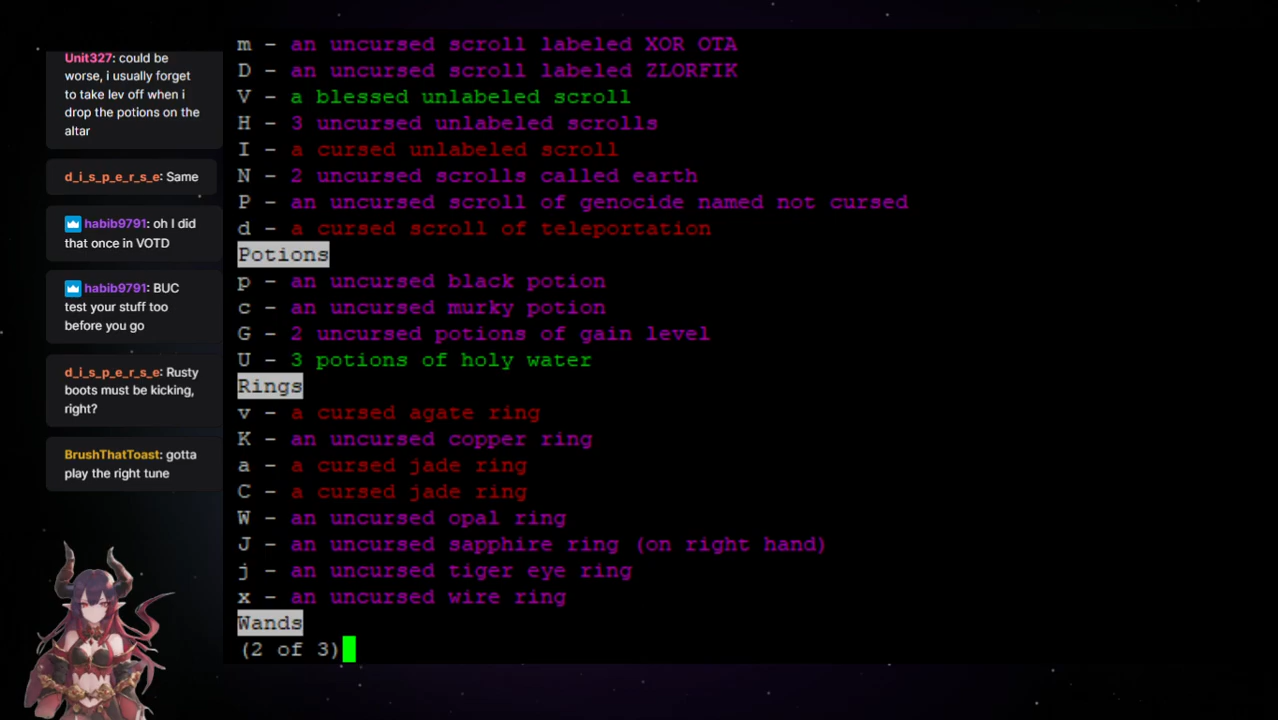 Unit327: could be
worse, i usually forget
to take lev off when i
drop the potions on the
altar
d_i_s_p_e_r_s_e: Same
habib9791: oh I did
that once in VOTD
habib9791: BUC
test your stuff too
before you go
d_i_s_p_e_r_s_e: Rusty
boots must be kicking,
right?
BrushThatToast: gotta
play the right tune
m - an uncursed scroll labeled XOR OTA
D - an uncursed scroll labeled ZLORFIK
V - a blessed unlabeled scroll
H - 3 uncursed unlabeled scrolls
I - a cursed unlabeled scroll
N - 2 uncursed scrolls called earth
P - an uncursed scroll of genocide named not cursed
d - a cursed scroll of teleportation
Potions
p - an uncursed black potion
c - an uncursed murky potion
G - 2 uncursed potions of gain level
U - 3 potions of holy water
Rings
v - a cursed agate ring
K - an uncursed copper ring
a - a cursed jade ring
C - a cursed jade ring
W - an uncursed opal ring
J - an uncursed sapphire ring (on right hand)
j - an uncursed tiger eye ring
x - an uncursed wire ring
Wands
(2 of 3)